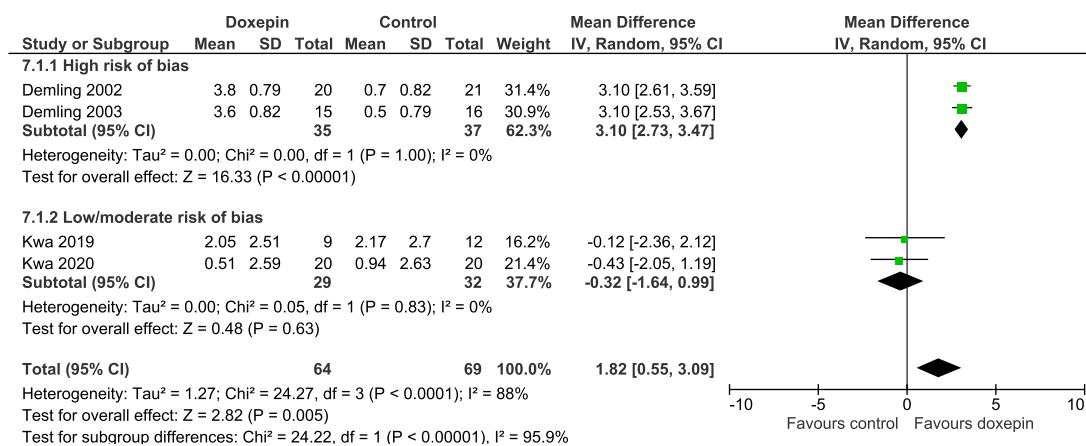 Doxepin Control Mean Difference Mean Difference
Study or Subgroup Mean SD Total Mean SD Total Weight IV, Random, 95% CI IV, Random, 95% CI
7.1.1 High risk of bias
Demling 2002 3.8 0.79 20 0.7 0.82 21 31.4% 3.10 [2.61, 3.59]
Demling 2003 3.6 0.82 15 0.5 0.79 16 30.9% 3.10 [2.53, 3.67]
Subtotal (95% CI) 35 37 62.3% 3.10 [2.73, 3.47]
Heterogeneity: Tau² = 0.00; Chi² = 0.00, df = 1 (P = 1.00); I² = 0%
Test for overall effect: Z = 16.33 (P < 0.00001)
7.1.2 Low/moderate risk of bias
Kwa 2019 2.05 2.51 9 2.17 2.7 12 16.2% -0.12 [-2.36, 2.12]
Kwa 2020 0.51 2.59 20 0.94 2.63 20 21.4% -0.43 [-2.05, 1.19]
Subtotal (95% CI) 29 32 37.7% -0.32 [-1.64, 0.99]
Heterogeneity: Tau² = 0.00; Chi² = 0.05, df = 1 (P = 0.83); I² = 0%
Test for overall effect: Z = 0.48 (P = 0.63)
Total (95% CI) 64 69 100.0% 1.82 [0.55, 3.09]
Heterogeneity: Tau² = 1.27; Chi² = 24.27, df = 3 (P < 0.0001); I² = 88%
Test for overall effect: Z = 2.82 (P = 0.005)
Test for subgroup differences: Chi² = 24.22, df = 1 (P < 0.00001), I² = 95.9%
-10 -5 0 5 10
Favours control Favours doxepin